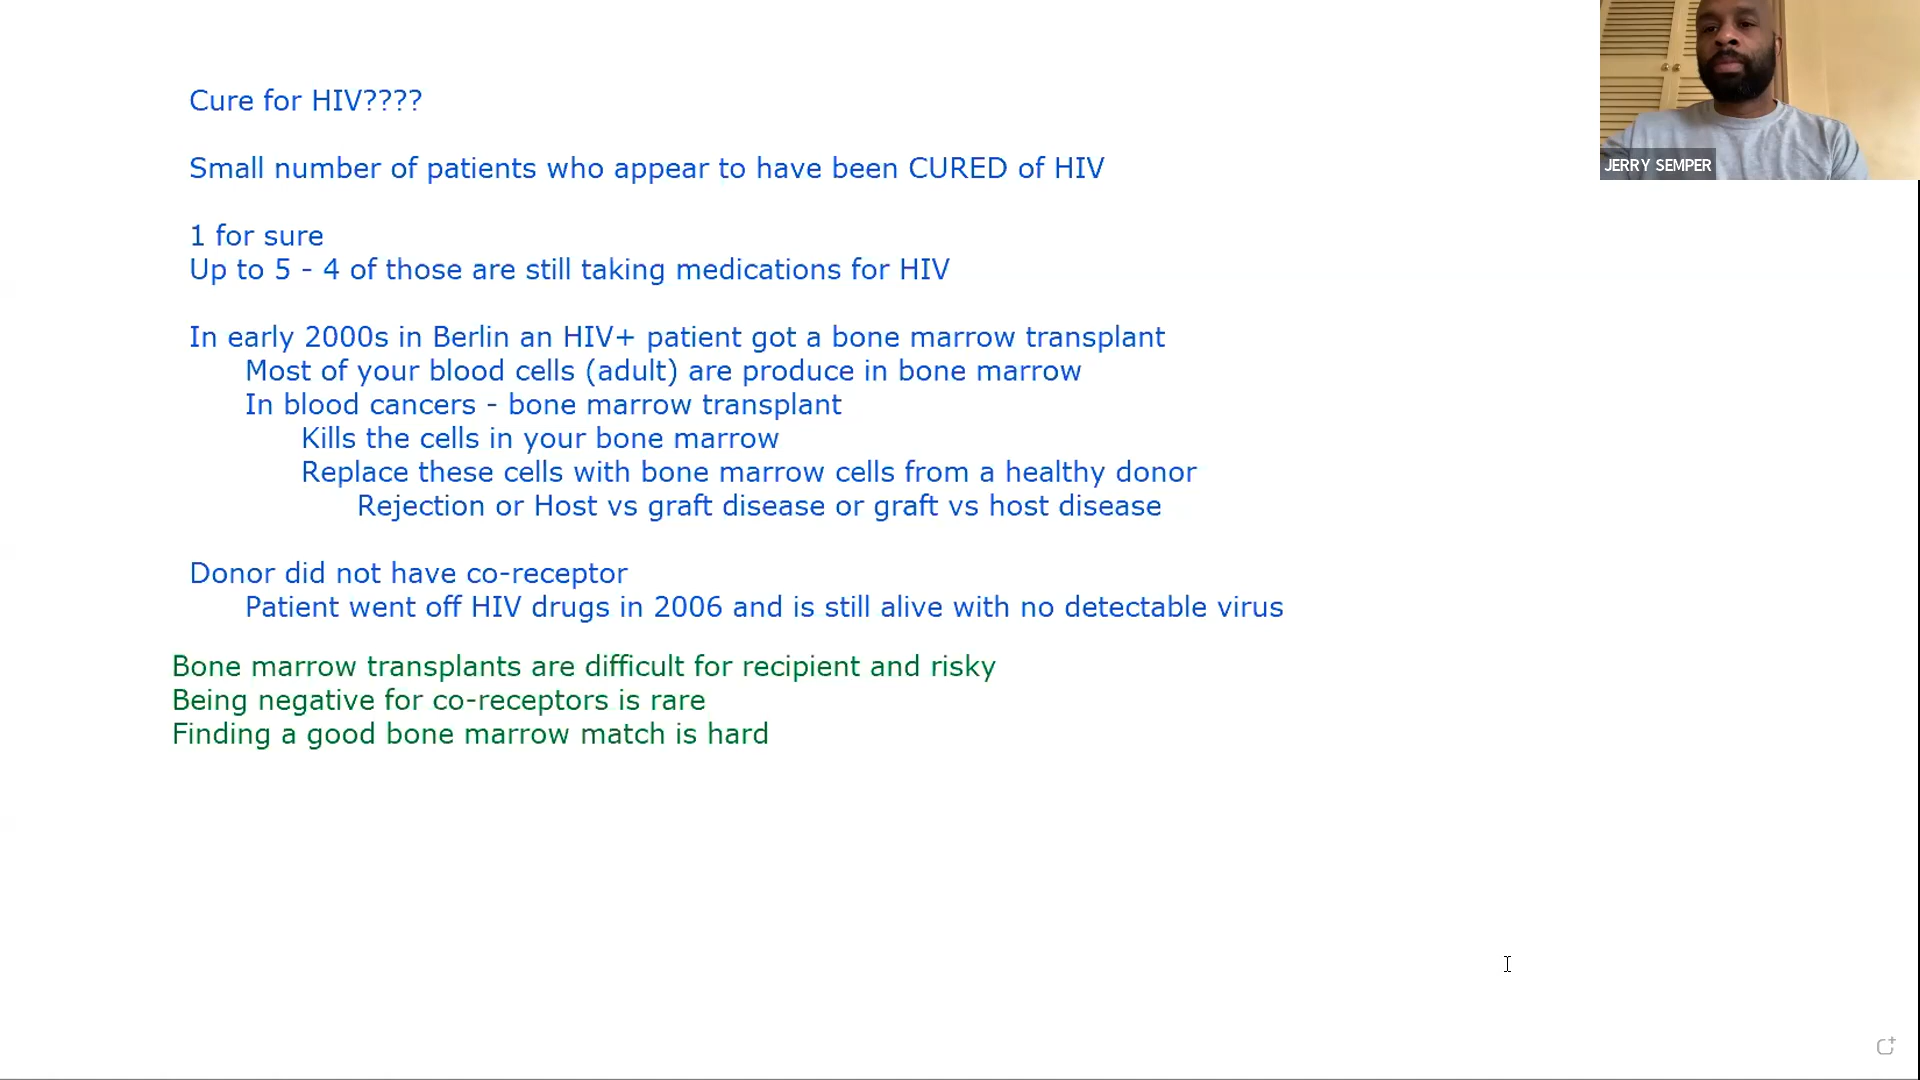 Cure for HIV????
Small number of patients who appear to have been CURED of HIV
1 for sure
Up to 5 - 4 of those are still taking medications for HIV
In early 2000s in Berlin an HIV+ patient got a bone marrow transplant
Most of your blood cells (adult) are produce in bone marrow
In blood cancers - bone marrow transplant
Kills the cells in your bone marrow
Replace these cells with bone marrow cells from a healthy donor
Rejection or Host vs graft disease or graft vs host disease
Donor did not have co-receptor
Patient went off HIV drugs in 2006 and is still alive with no detectable virus
Bone marrow transplants are difficult for recipient and risky
Being negative for co-receptors is rare
Finding a good bone marrow match is hard
JERRY SEMPER